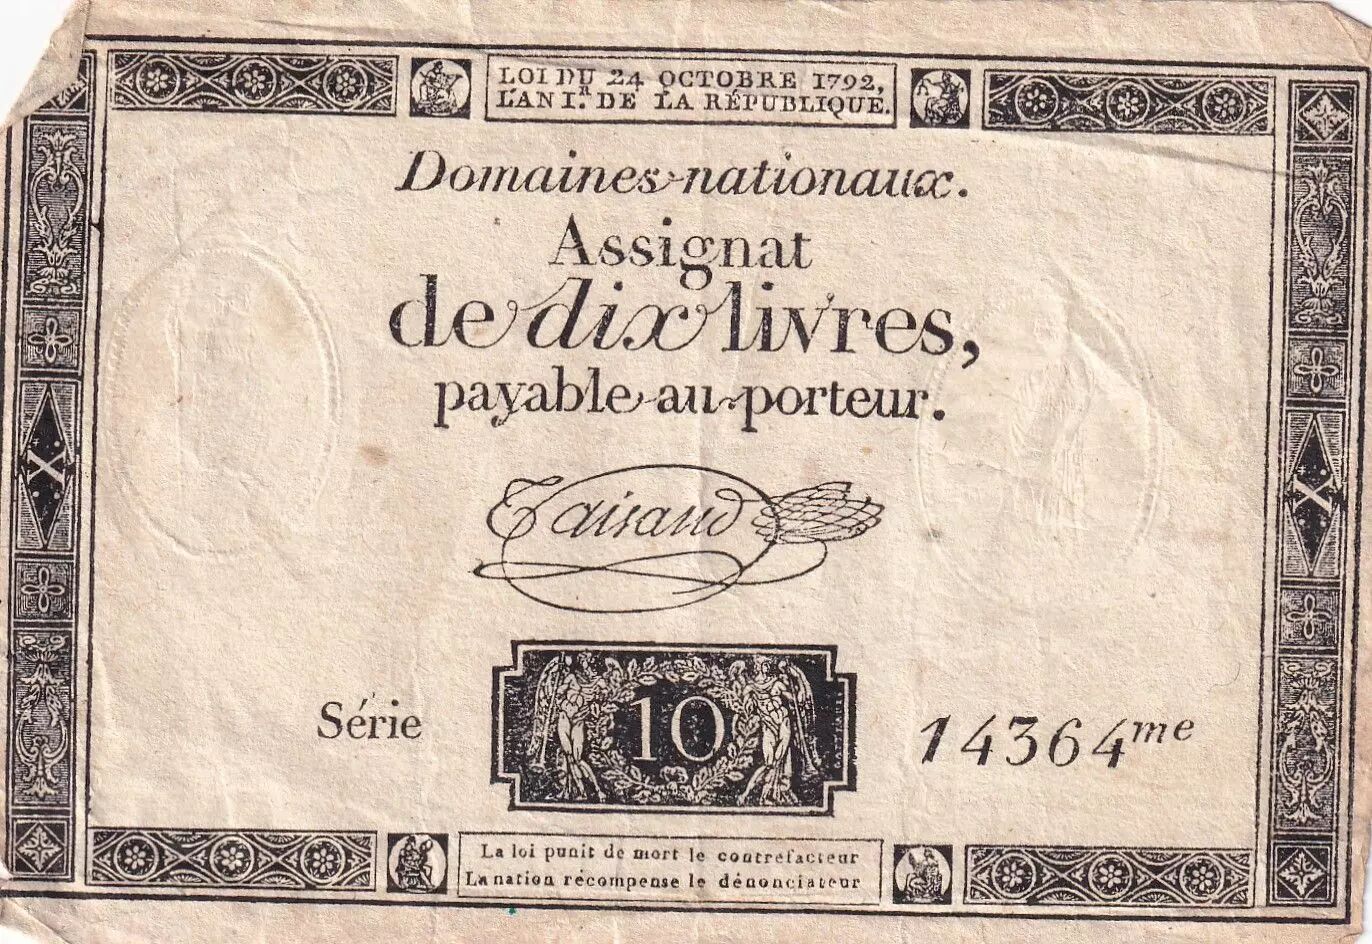 LOI DU 24 OCTOBRE 1792,
L'AN I.R DE LA RÉPUBLIQUE.
Domaines nationaux.
Assignat
de dix livres,
payable au porteur.
Taisaud
X
X
Série
10
14364me
La loi punit de mort le contrefacteur
La nation récompense le dénonciateur